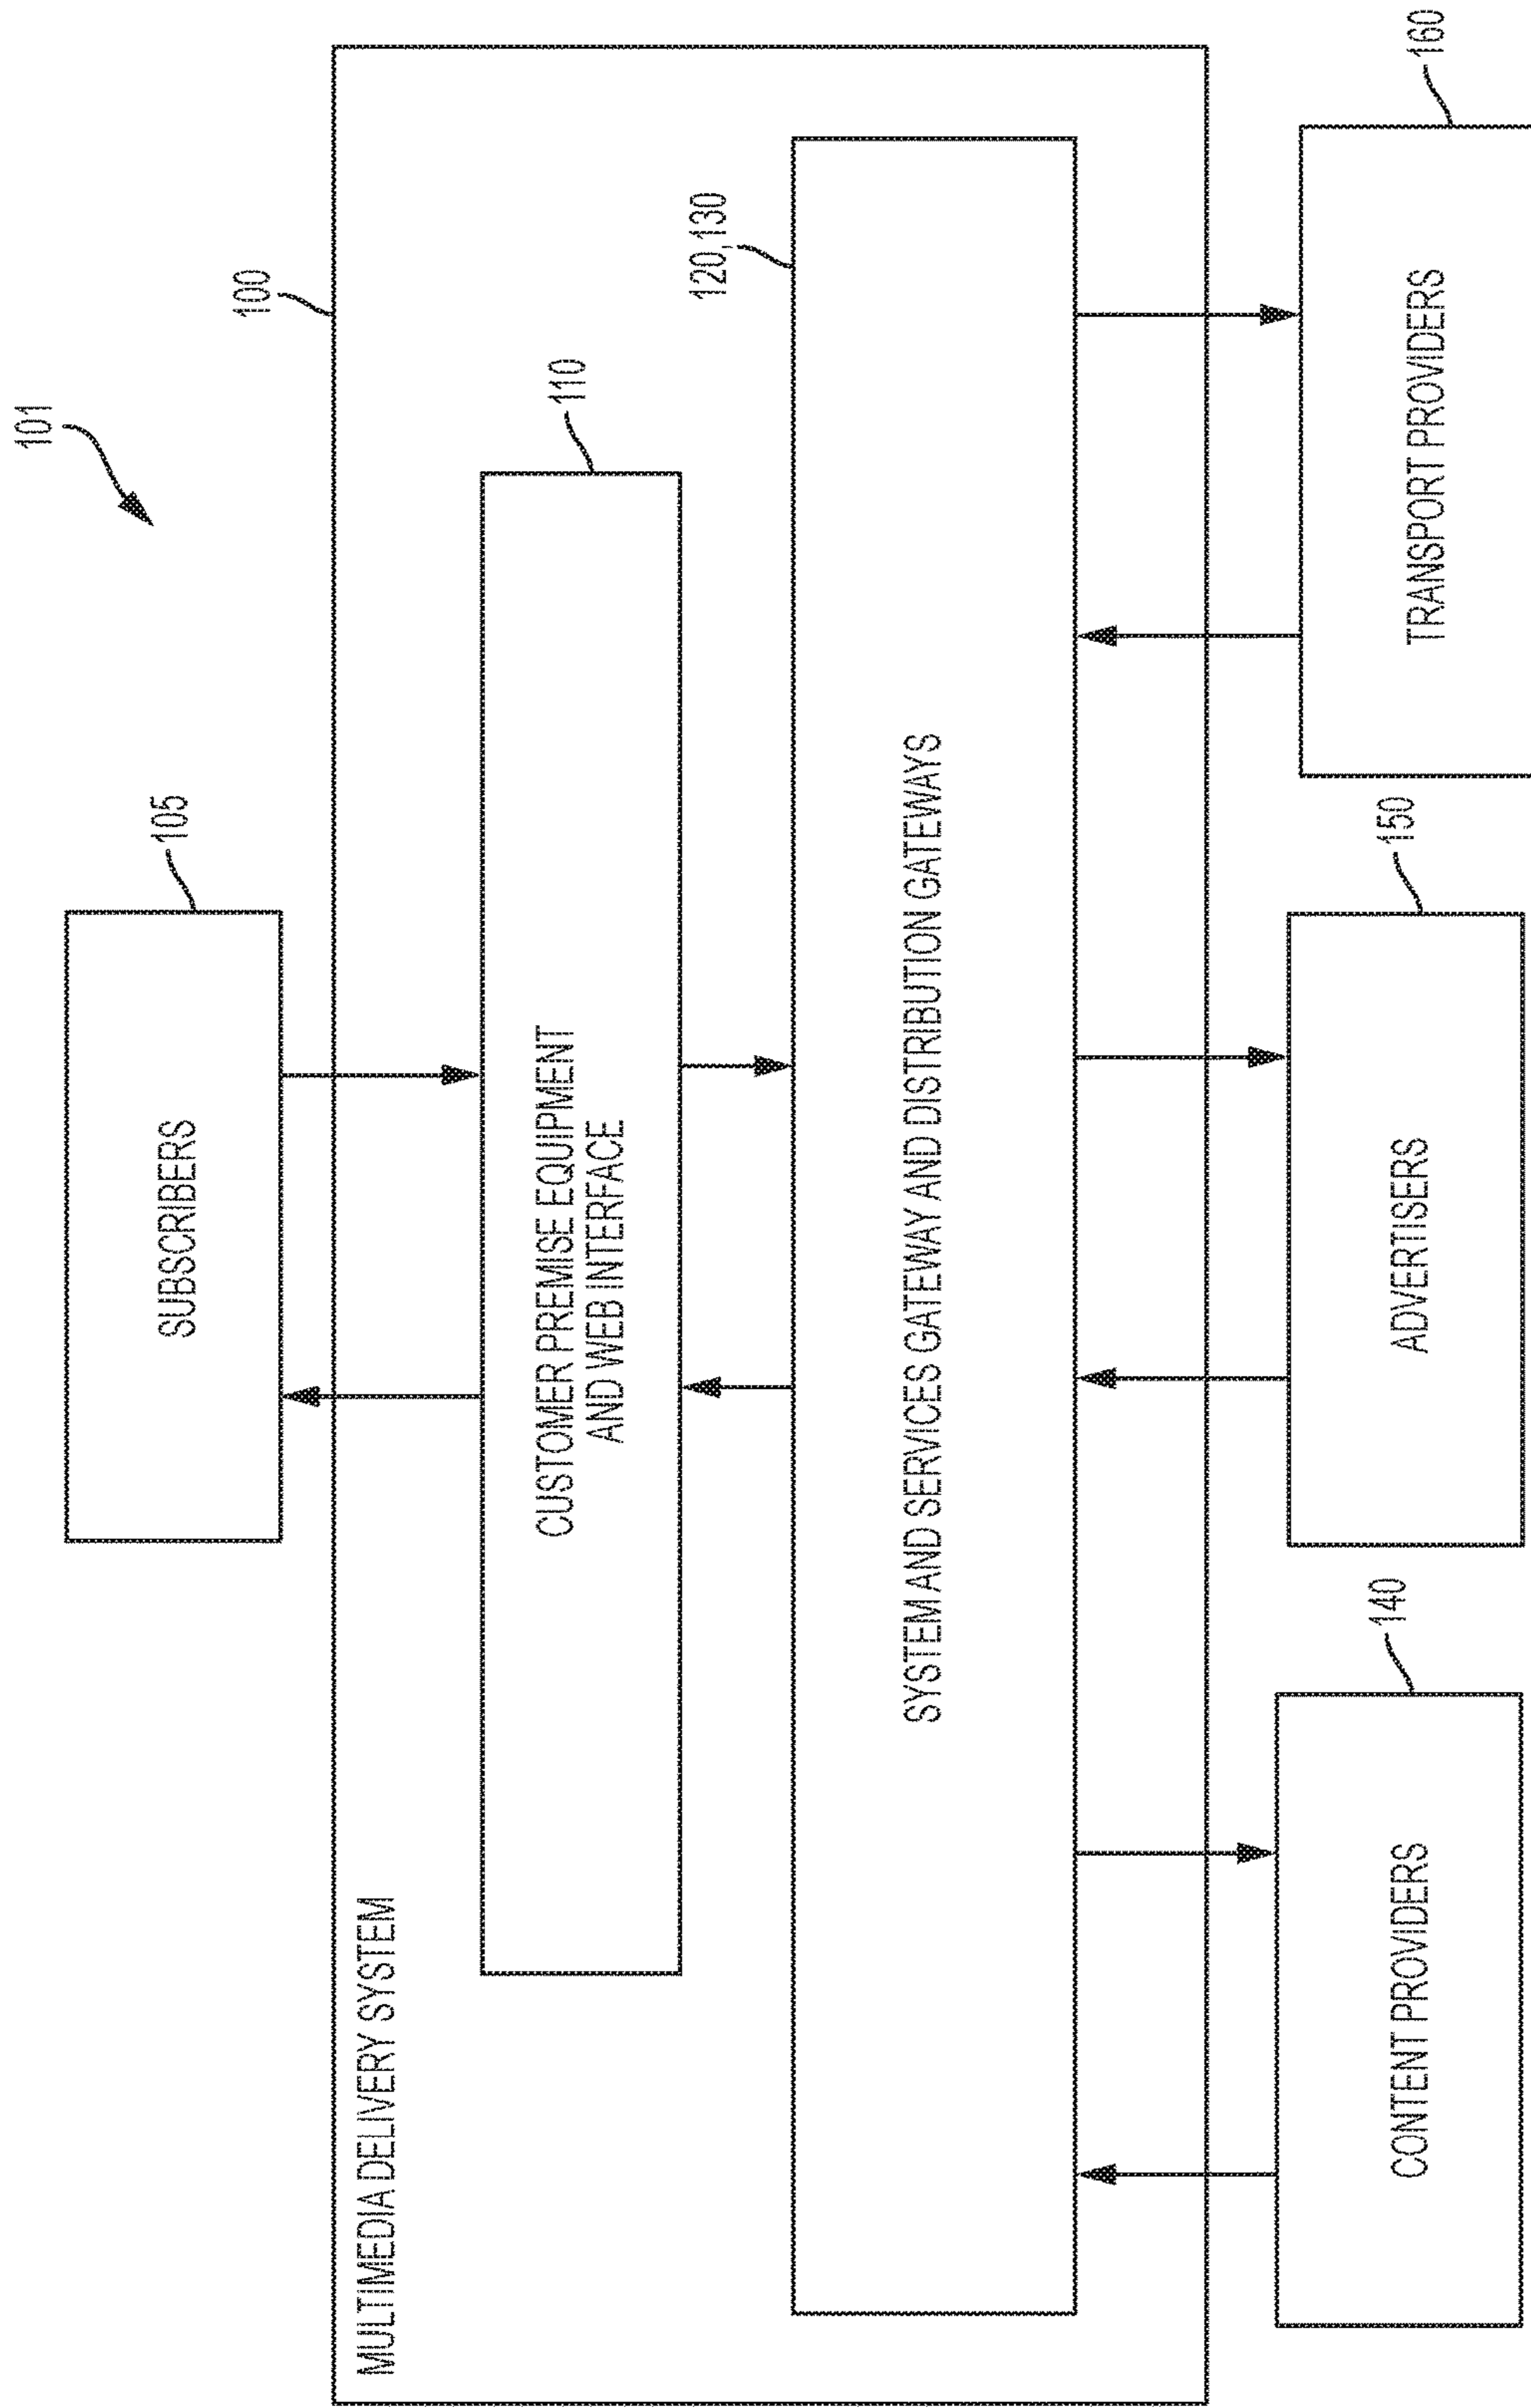 101
SUBSCRIBERS
105
100
MULTIMEDIA DELIVERY SYSTEM
CUSTOMER PREMISE EQUIPMENT
AND WEB INTERFACE
110
120,130
SYSTEM AND SERVICES GATEWAY AND DISTRIBUTION GATEWAYS
CONTENT PROVIDERS
140
ADVERTISERS
150
TRANSPORT PROVIDERS
160